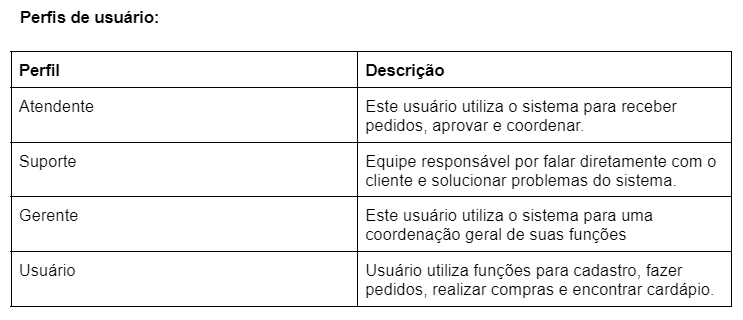 Perfis de usuário:
Perfil
Descrição
Atendente
Este usuário utiliza o sistema para receber
pedidos, aprovar e coordenar.
Suporte
Equipe responsável por falar diretamente com o
cliente e solucionar problemas do sistema.
Gerente
Este usuário utiliza o sistema para uma
coordenação geral de suas funções
Usuário
Usuário utiliza funções para cadastro, fazer
pedidos, realizar compras e encontrar cardápio.